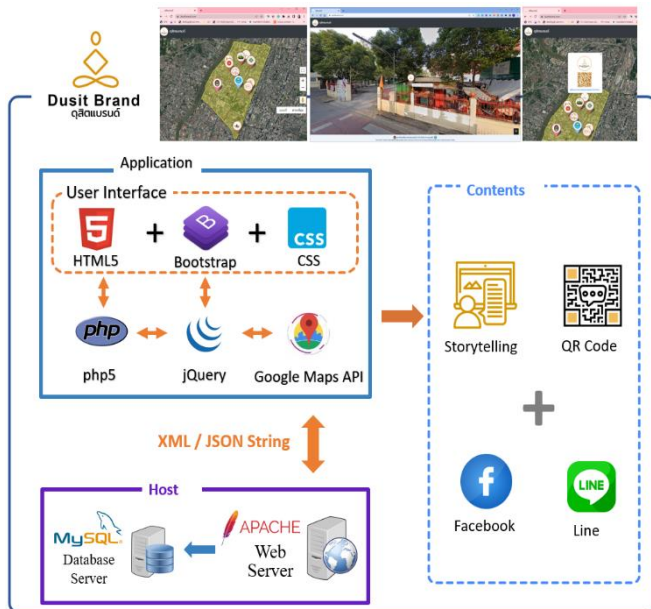 Dusit Brand
ดุสิตแบรนด์
Application
User Interface
5
B
CSS
HTML5
+
Bootstrap
+
CSS
php
php5
jQuery
Google Maps API
XML / JSON String
Host
MySQL
Database
Server
APACHE
Web
Server
Contents
Storytelling
QR Code
+
f
LINE
Facebook
Line